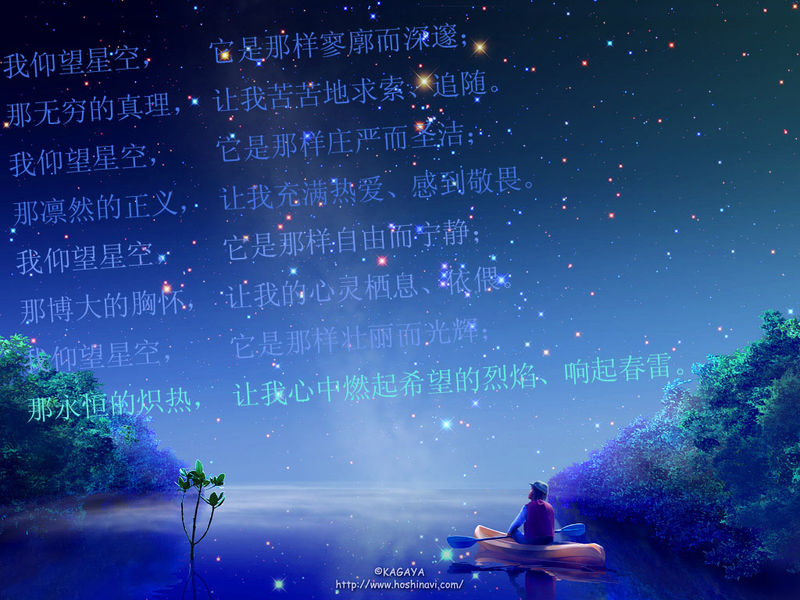 我仰望星空， 它是那样寥廓而深邃；
那无穷的真理， 让我苦苦地求索、追随。
我仰望星空， 它是那样庄严而圣洁；
那凛然的正义， 让我充满热爱、感到敬畏。
我仰望星空， 它是那样自由而宁静；
那博大的胸怀， 让我的心灵栖息、依偎。
我仰望星空， 它是那样壮丽而光辉；
那永恒的炽热， 让我心中燃起希望的烈焰、响起春雷。
©KAGAYA
http://www.hoshinavi.com/